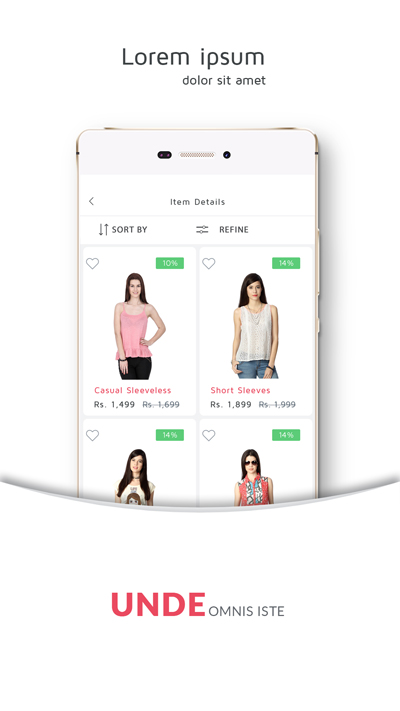 Lorem ipsum
dolor sit amet
Item Details
SORT BY REFINE
10% 14%
Casual Sleeveless Short Sleeves
Rs. 1,499 Rs. 1,699 Rs. 1,899 Rs. 1,999
14% 14%
UNDE OMNIS ISTE